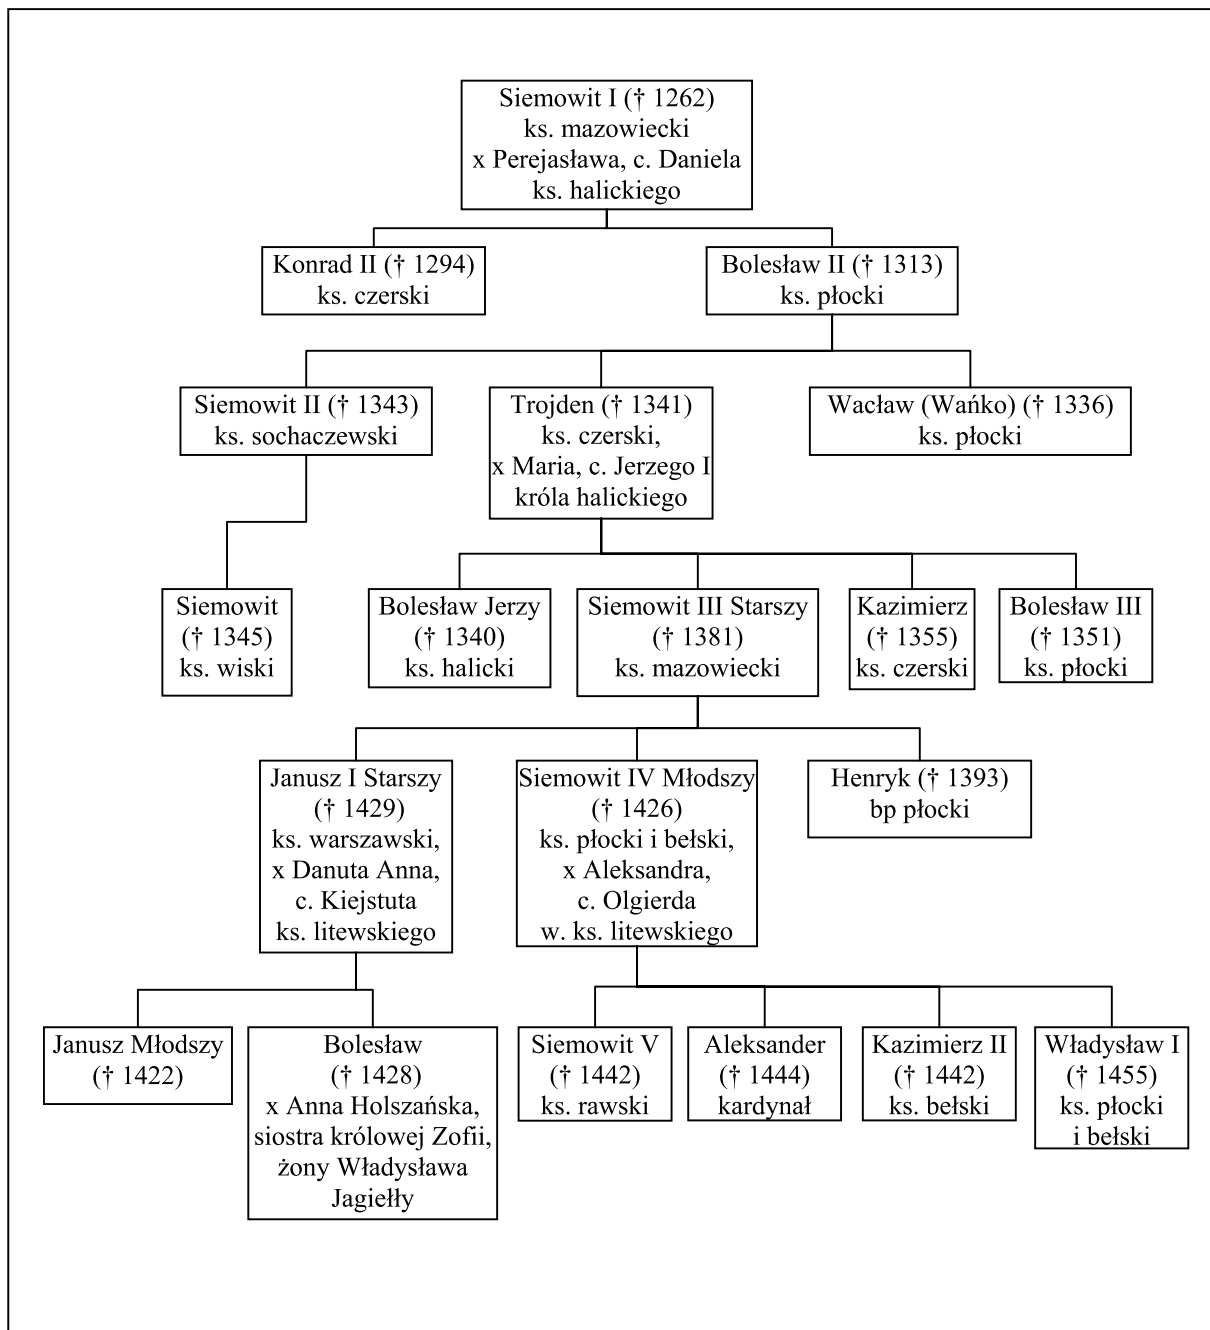 Siemowit I († 1262)
ks. mazowiecki
x Perejasława, c. Daniela
ks. halickiego
Konrad II († 1294)
ks. czerski
Bolesław II († 1313)
ks. płocki
Siemowit II († 1343)
ks. sochaczewski
Trojden († 1341)
ks. czerski,
x Maria, c. Jerzego I
króla halickiego
Wacław (Wańko) († 1336)
ks. płocki
Siemowit
(† 1345)
ks. wiski
Bolesław Jerzy
(† 1340)
ks. halicki
Siemowit III Starszy
(† 1381)
ks. mazowiecki
Kazimierz
(† 1355)
ks. czerski
Bolesław III
(† 1351)
ks. płocki
Janusz I Starszy
(† 1429)
ks. warszawski,
x Danuta Anna,
c. Kiejstuta
ks. litewskiego
Siemowit IV Młodszy
(† 1426)
ks. płocki i bełski,
x Aleksandra,
c. Olgierda
w. ks. litewskiego
Henryk († 1393)
bp płocki
Janusz Młodszy
(† 1422)
Bolesław
(† 1428)
x Anna Holszańska,
siostra królowej Zofii,
żony Władysława
Jagiełły
Siemowit V
(† 1442)
ks. rawski
Aleksander
(† 1444)
kardynał
Kazimierz II
(† 1442)
ks. bełski
Władysław I
(† 1455)
ks. płocki
i bełski